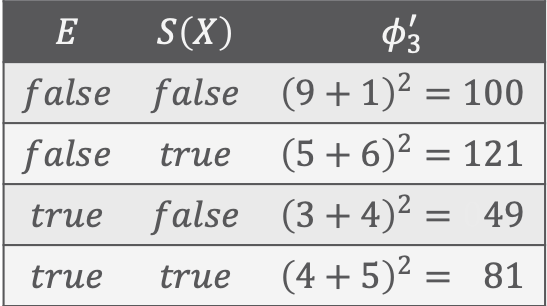 E S(X) ϕ′₃
false false (9 + 1)² = 100
false true (5 + 6)² = 121
true false (3 + 4)² = 49
true true (4 + 5)² = 81